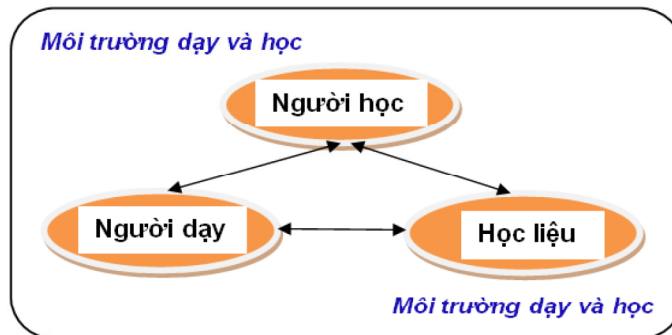 Môi trường dạy và học
Người học
Người dạy
Học liệu
Môi trường dạy và học